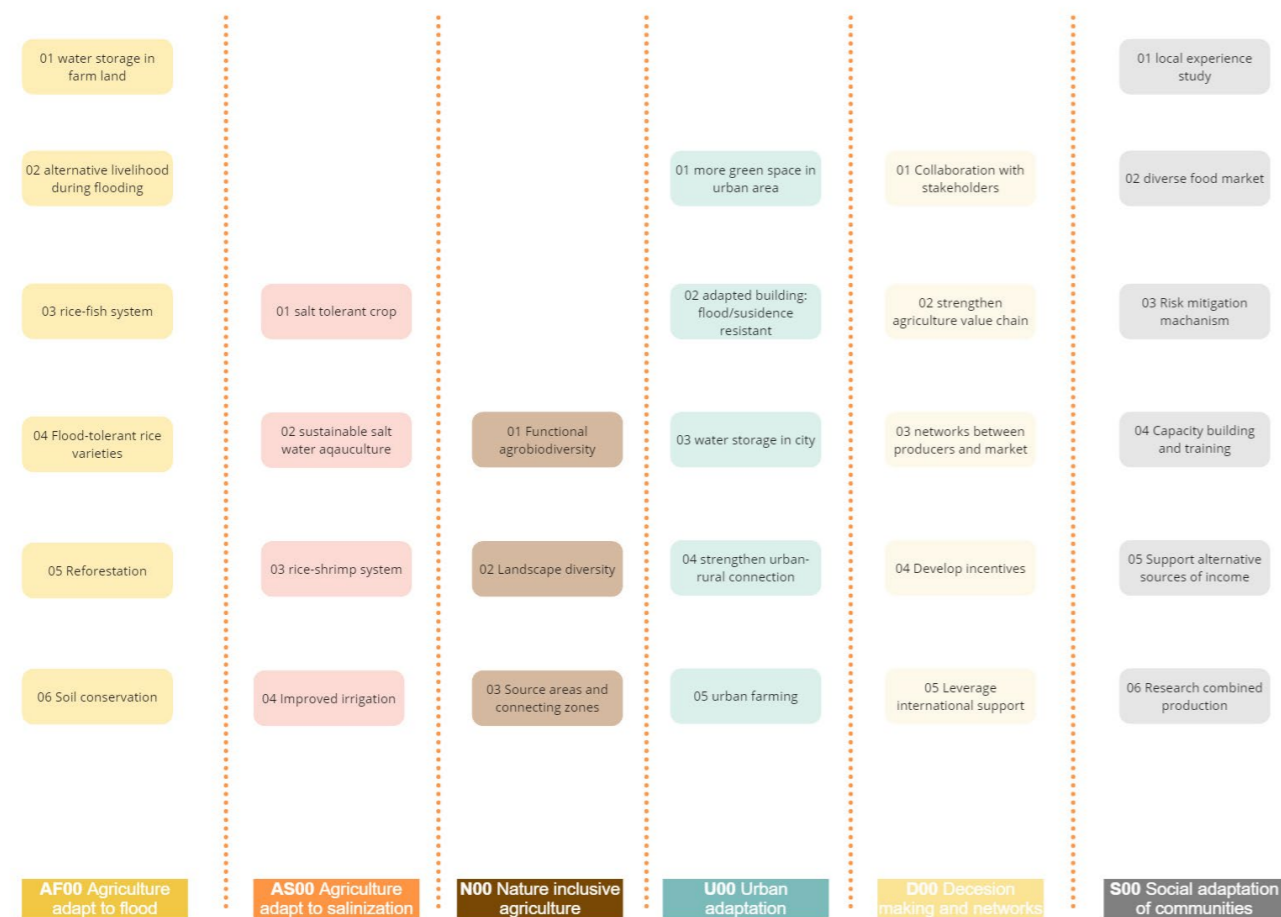 01 water storage in
farm land
02 alternative livelihood
during flooding
03 rice-fish system
04 Flood-tolerant rice
varieties
05 Reforestation
06 Soil conservation
AF00 Agriculture
adapt to flood
01 salt tolerant crop
02 sustainable salt
water aqauculture
03 rice-shrimp system
04 Improved irrigation
AS00 Agriculture
adapt to salinization
01 Functional
agrobiodiversity
02 Landscape diversity
03 Source areas and
connecting zones
N00 Nature inclusive
agriculture
01 more green space in
urban area
02 adapted building:
flood/susidence
resistant
03 water storage in city
04 strengthen urban-
rural connection
05 urban farming
U00 Urban
adaptation
01 Collaboration with
stakeholders
02 strengthen
agriculture value chain
03 networks between
producers and market
04 Develop incentives
05 Leverage
international support
D00 Decesion
making and networks
01 local experience
study
02 diverse food market
03 Risk mitigation
machanism
04 Capacity building
and training
05 Support alternative
sources of income
06 Research combined
production
S00 Social adaptation
of communities